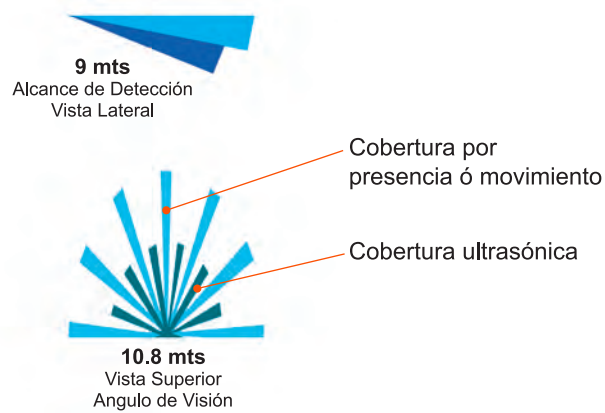 9 mts
Alcance de Detección
Vista Lateral
Cobertura por
presencia ó movimiento
Cobertura ultrasónica
10.8 mts
Vista Superior
Angulo de Visión